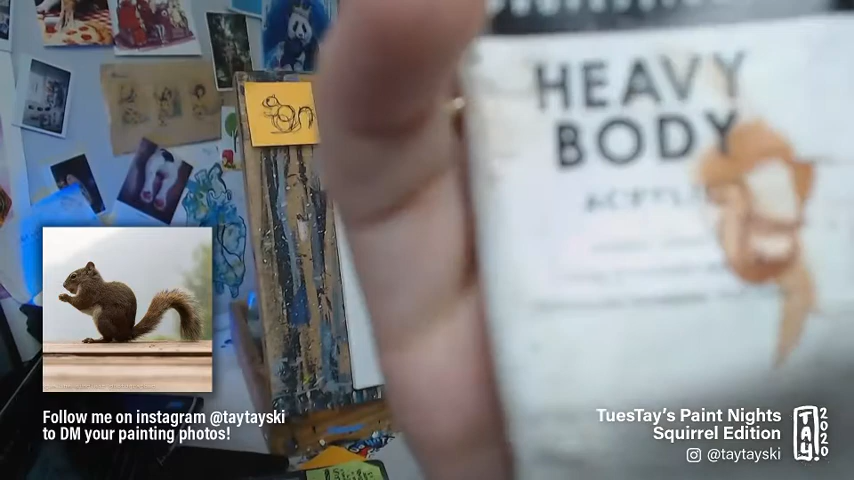 HEAVY
BODY
ACRYLIC
Follow me on instagram @taytayski
to DM your painting photos!
TuesTay's Paint Nights
Squirrel Edition
@taytayski
TAY!
2020